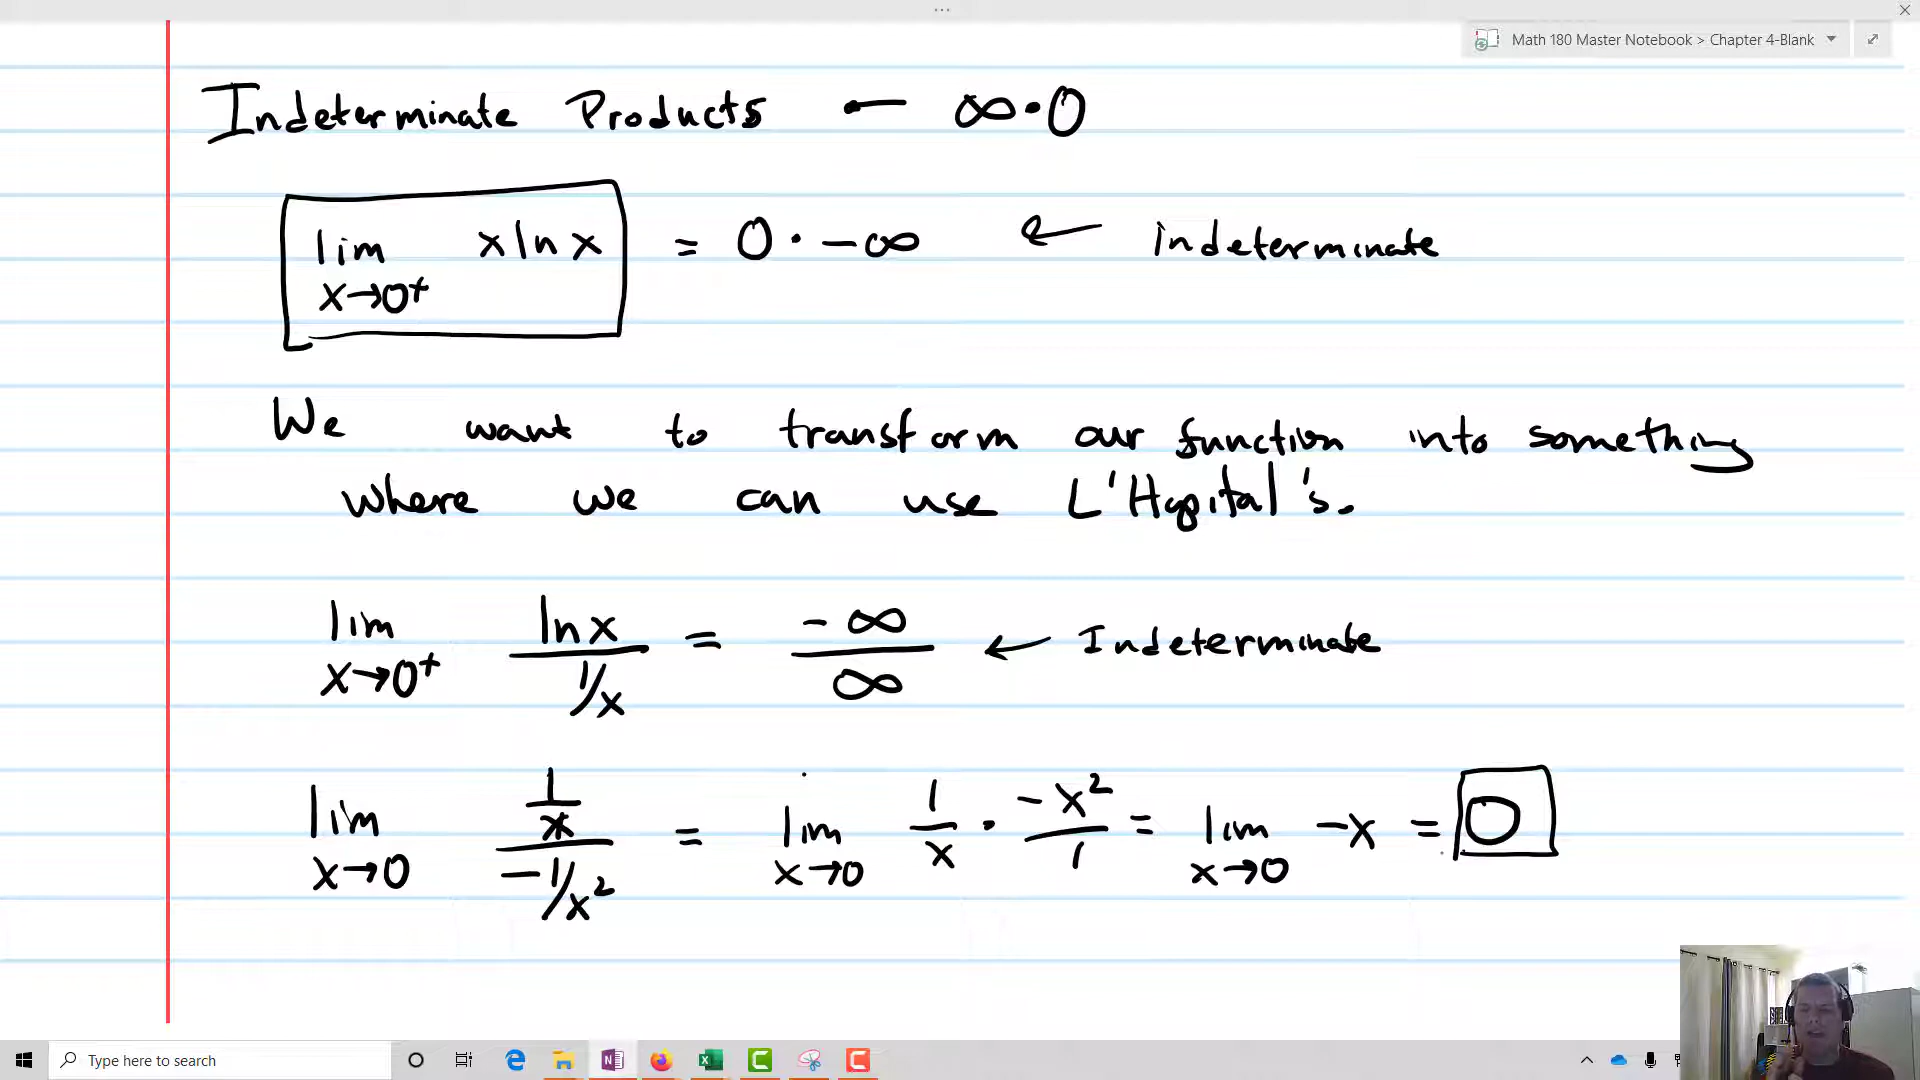 Math 180 Master Notebook > Chapter 4-Blank
Indeterminate Products — ∞·0
lim x→0⁺ x ln x = 0 · -∞ ← indeterminate
We want to transform our function into something
where we can use L'Hopital's.
lim x→0⁺ (ln x)/(1/x) = -∞/∞ ← Indeterminate
lim x→0 (1/x)/(-1/x²) = lim x→0 1/x · -x²/1 = lim x→0 -x = 0
Type here to search